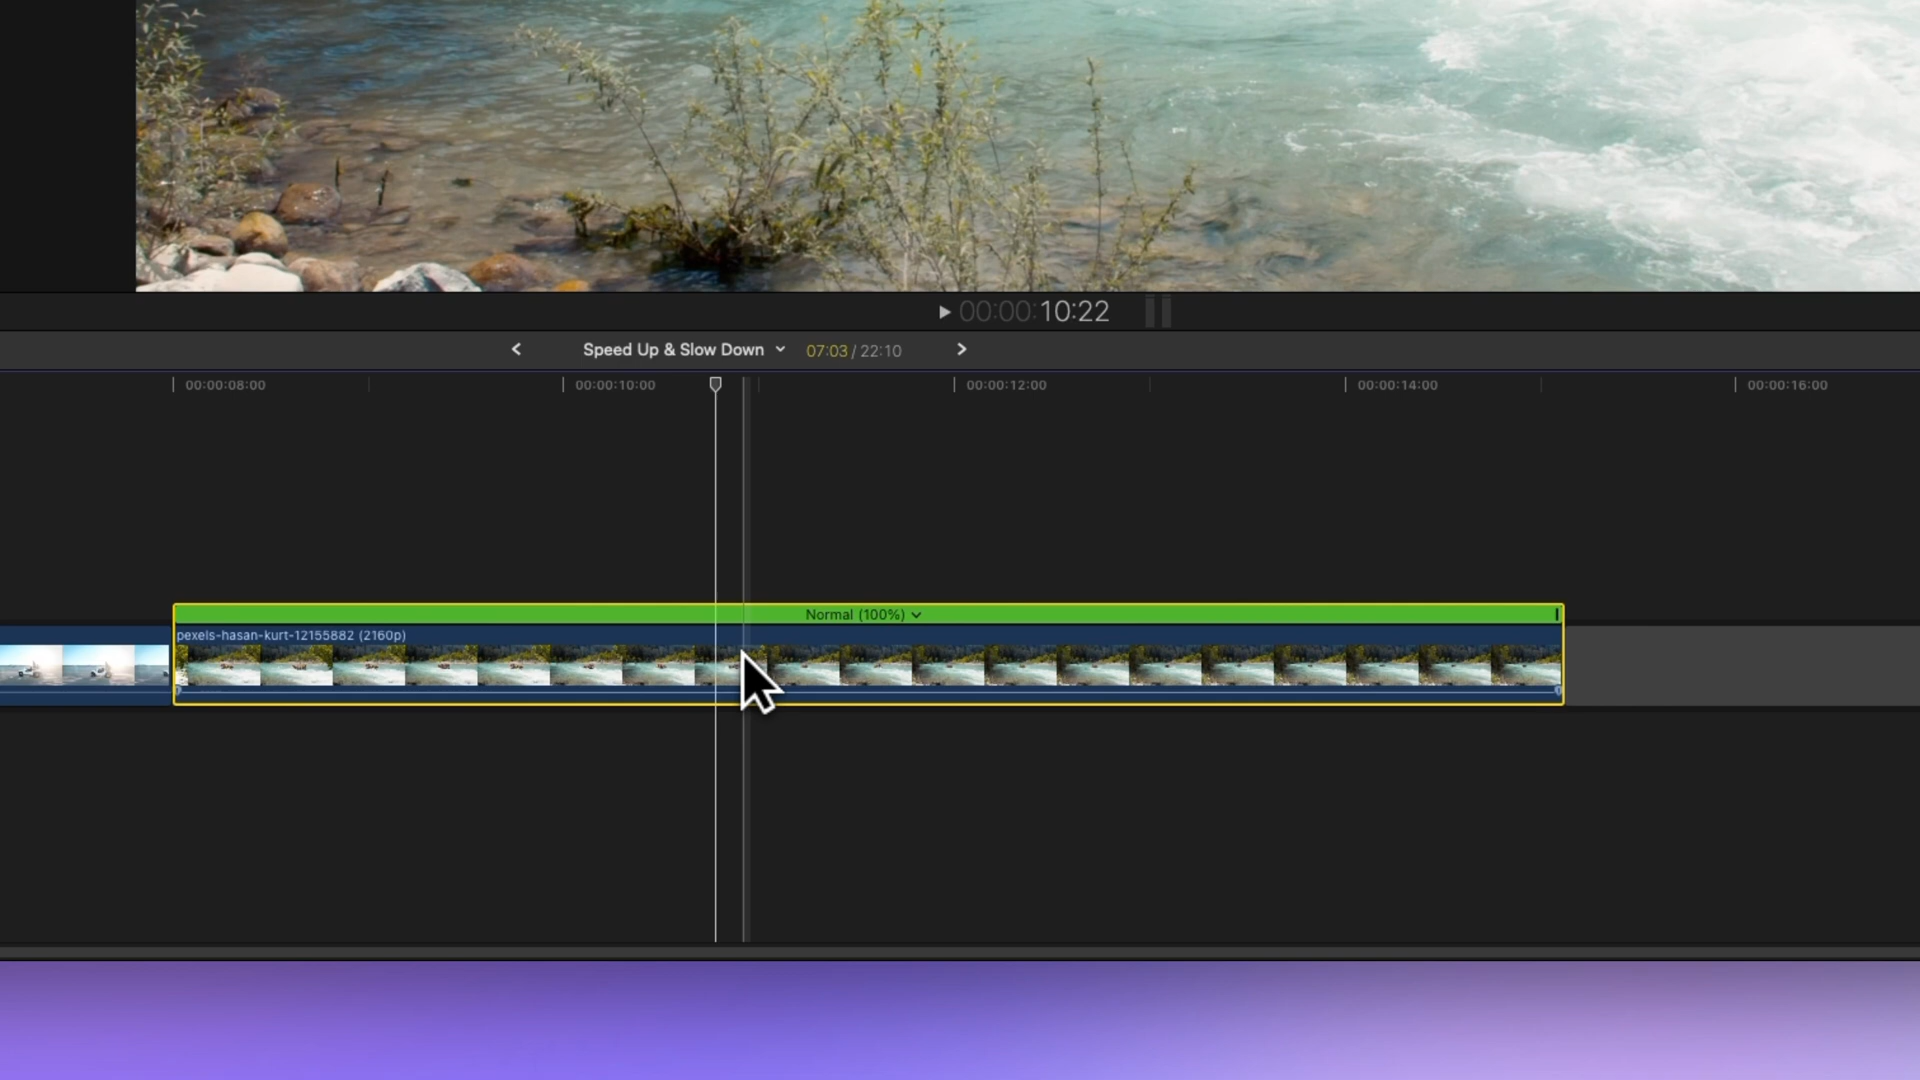 00:00:10:22
Speed Up & Slow Down 07:03 / 22:10
00:00:08:00 00:00:10:00 00:00:12:00 00:00:14:00 00:00:16:00
Normal (100%)
pexels-hasan-kurt-12155882 (2160p)